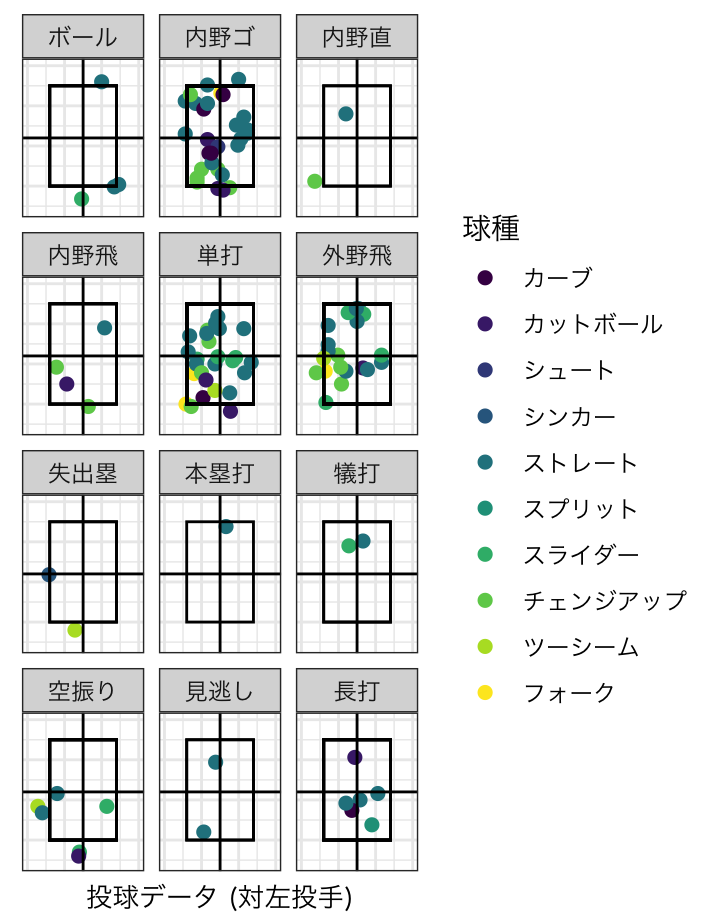 ボール 内野ゴ 内野直
内野飛 単打 外野飛
失出塁 本塁打 犠打
空振り 見逃し 長打
投球データ (対左投手)
球種
カーブ
カットボール
シュート
シンカー
ストレート
スプリット
スライダー
チェンジアップ
ツーシーム
フォーク